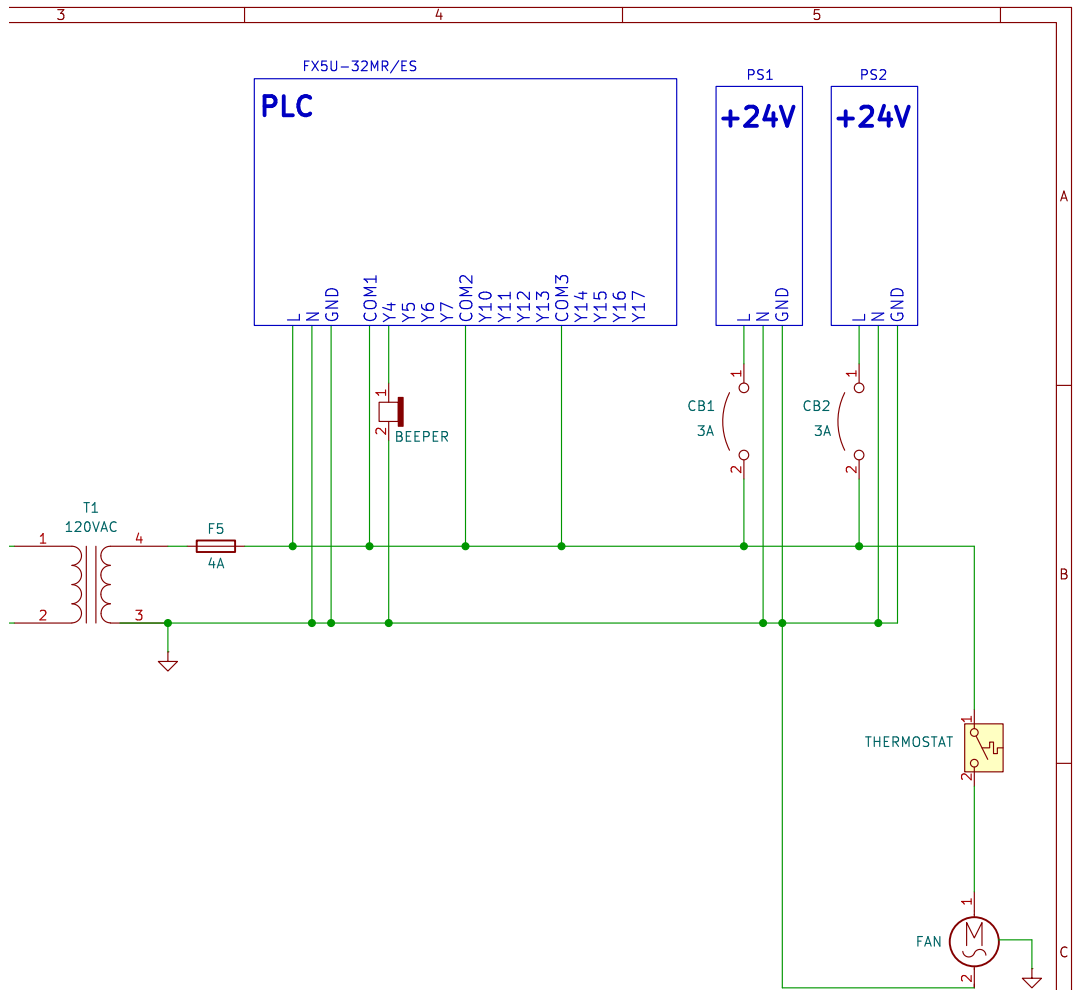 3 4 5
FX5U-32MR/ES
PLC
L N GND COM1 Y4 Y5 Y6 Y7 COM2 Y10 Y11 Y12 Y13 COM3 Y14 Y15 Y16 Y17
PS1
+24V
L N GND
PS2
+24V
L N GND
A
1
2
BEEPER
1
CB1
3A
2
1
CB2
3A
2
T1
120VAC
1
4
2
3
F5
4A
B
1
THERMOSTAT
2
1
FAN
M
2
C